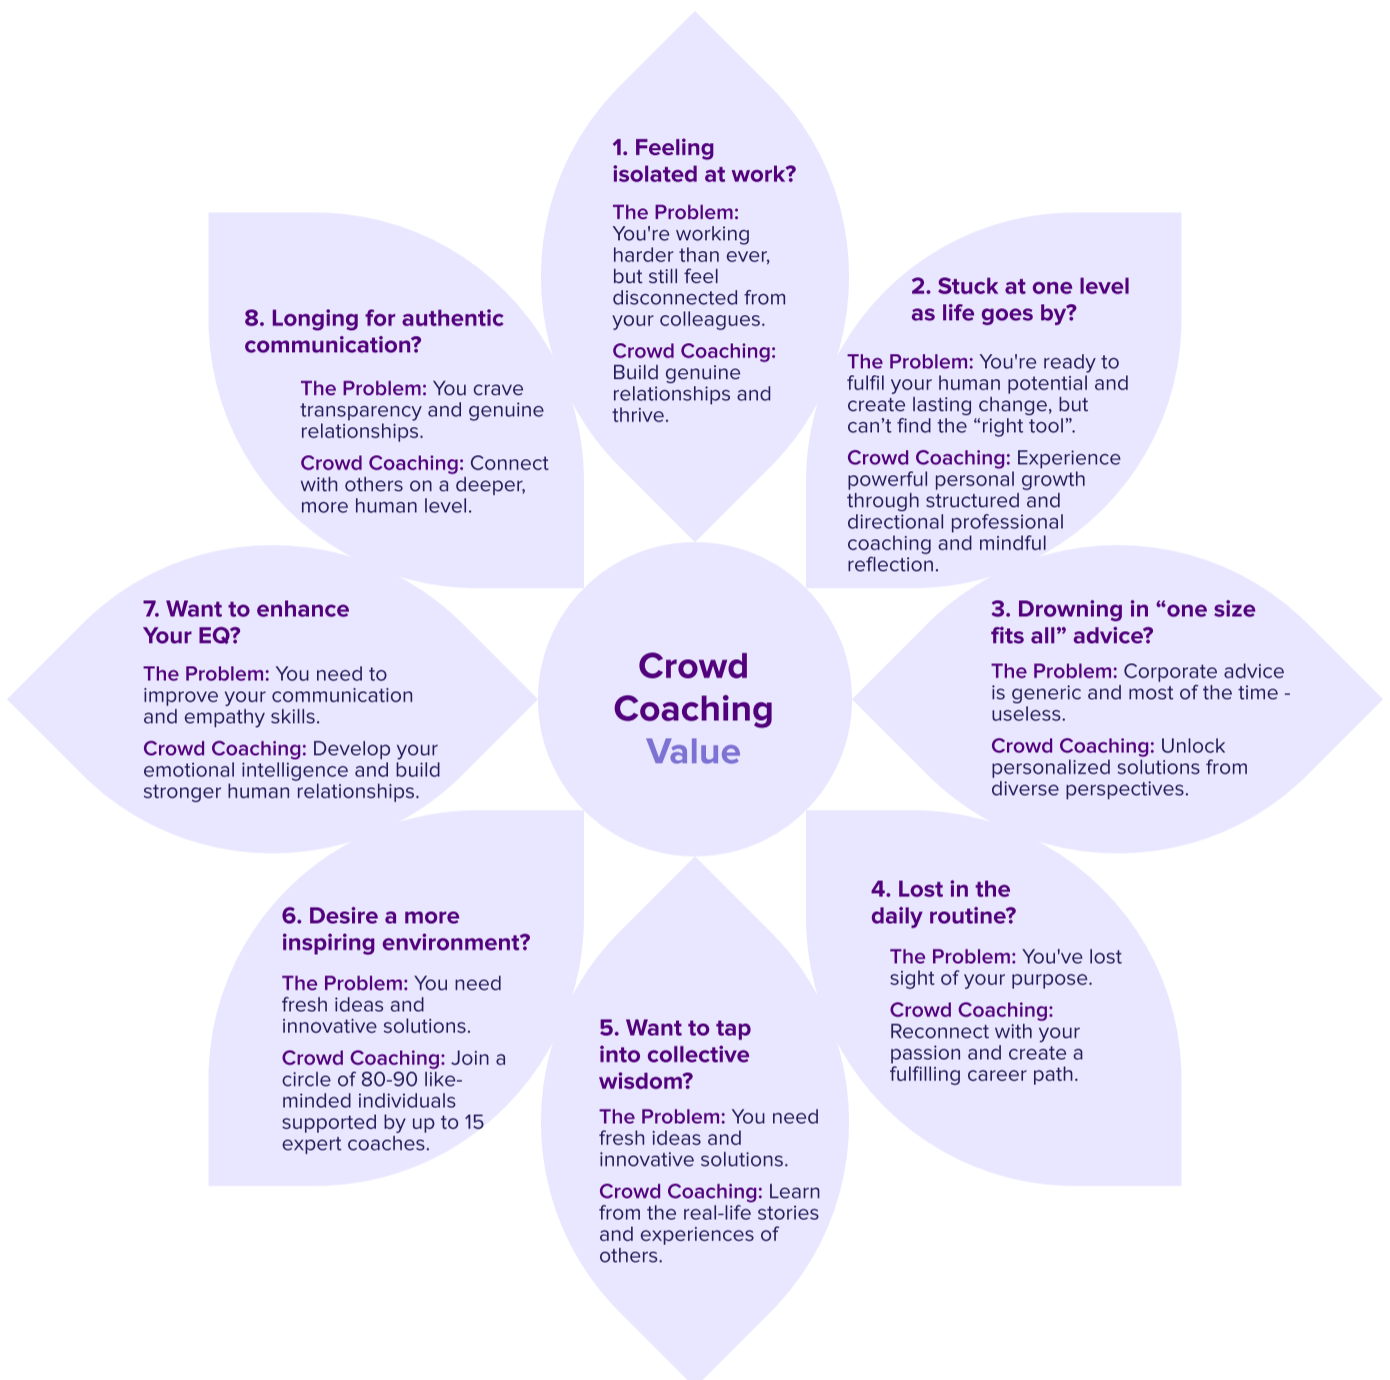 1. Feeling
isolated at work?
The Problem:
You're working
harder than ever,
but still feel
disconnected from
your colleagues.
Crowd Coaching:
Build genuine
relationships and
thrive.
2. Stuck at one level
as life goes by?
The Problem: You're ready to
fulfil your human potential and
create lasting change, but
can’t find the “right tool”.
Crowd Coaching: Experience
powerful personal growth
through structured and
directional professional
coaching and mindful
reflection.
3. Drowning in “one size
fits all” advice?
The Problem: Corporate advice
is generic and most of the time -
useless.
Crowd Coaching: Unlock
personalized solutions from
diverse perspectives.
4. Lost in the
daily routine?
The Problem: You've lost
sight of your purpose.
Crowd Coaching:
Reconnect with your
passion and create a
fulfilling career path.
5. Want to tap
into collective
wisdom?
The Problem: You need
fresh ideas and
innovative solutions.
Crowd Coaching: Learn
from the real-life stories
and experiences of
others.
6. Desire a more
inspiring environment?
The Problem: You need
fresh ideas and
innovative solutions.
Crowd Coaching: Join a
circle of 80-90 like-
minded individuals
supported by up to 15
expert coaches.
7. Want to enhance
Your EQ?
The Problem: You need to
improve your communication
and empathy skills.
Crowd Coaching: Develop your
emotional intelligence and build
stronger human relationships.
8. Longing for authentic
communication?
The Problem: You crave
transparency and genuine
relationships.
Crowd Coaching: Connect
with others on a deeper,
more human level.
Crowd
Coaching
Value